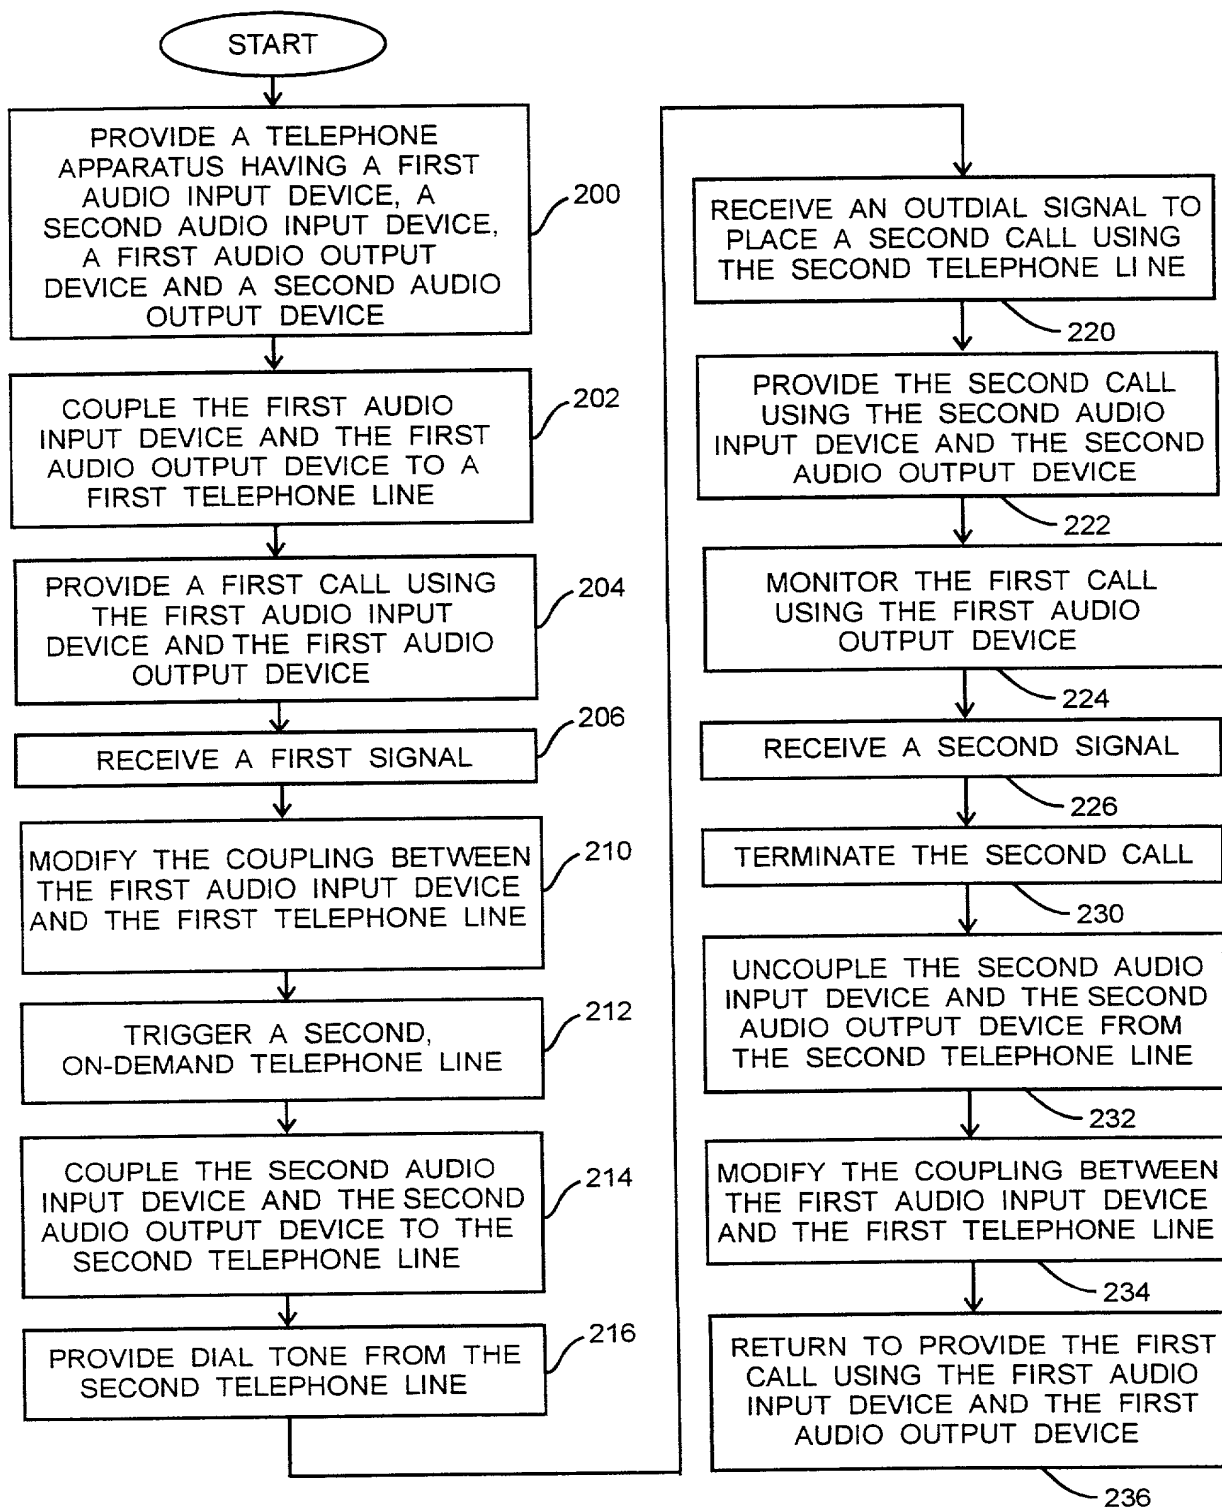 START
PROVIDE A TELEPHONE
APPARATUS HAVING A FIRST
AUDIO INPUT DEVICE, A
SECOND AUDIO INPUT DEVICE,
A FIRST AUDIO OUTPUT
DEVICE AND A SECOND AUDIO
OUTPUT DEVICE
200
COUPLE THE FIRST AUDIO
INPUT DEVICE AND THE FIRST
AUDIO OUTPUT DEVICE TO A
FIRST TELEPHONE LINE
202
PROVIDE A FIRST CALL USING
THE FIRST AUDIO INPUT
DEVICE AND THE FIRST AUDIO
OUTPUT DEVICE
204
RECEIVE A FIRST SIGNAL
206
MODIFY THE COUPLING BETWEEN
THE FIRST AUDIO INPUT DEVICE
AND THE FIRST TELEPHONE LINE
210
TRIGGER A SECOND,
ON-DEMAND TELEPHONE LINE
212
COUPLE THE SECOND AUDIO
INPUT DEVICE AND THE SECOND
AUDIO OUTPUT DEVICE TO THE
SECOND TELEPHONE LINE
214
PROVIDE DIAL TONE FROM THE
SECOND TELEPHONE LINE
216
RECEIVE AN OUTDIAL SIGNAL TO
PLACE A SECOND CALL USING
THE SECOND TELEPHONE LINE
220
PROVIDE THE SECOND CALL
USING THE SECOND AUDIO
INPUT DEVICE AND THE SECOND
AUDIO OUTPUT DEVICE
222
MONITOR THE FIRST CALL
USING THE FIRST AUDIO
OUTPUT DEVICE
224
RECEIVE A SECOND SIGNAL
226
TERMINATE THE SECOND CALL
230
UNCOUPLE THE SECOND AUDIO
INPUT DEVICE AND THE SECOND
AUDIO OUTPUT DEVICE FROM
THE SECOND TELEPHONE LINE
232
MODIFY THE COUPLING BETWEEN
THE FIRST AUDIO INPUT DEVICE
AND THE FIRST TELEPHONE LINE
234
RETURN TO PROVIDE THE FIRST
CALL USING THE FIRST AUDIO
INPUT DEVICE AND THE FIRST
AUDIO OUTPUT DEVICE
236